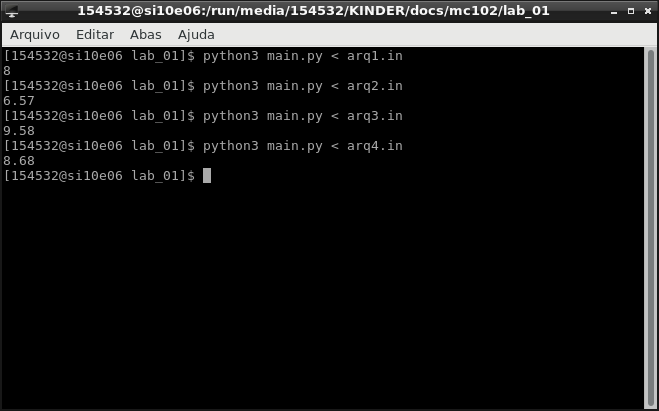 154532@si10e06:/run/media/154532/KINDER/docs/mc102/lab_01
Arquivo Editar Abas Ajuda
[154532@si10e06 lab_01]$ python3 main.py < arq1.in
8
[154532@si10e06 lab_01]$ python3 main.py < arq2.in
6.57
[154532@si10e06 lab_01]$ python3 main.py < arq3.in
9.58
[154532@si10e06 lab_01]$ python3 main.py < arq4.in
8.68
[154532@si10e06 lab_01]$